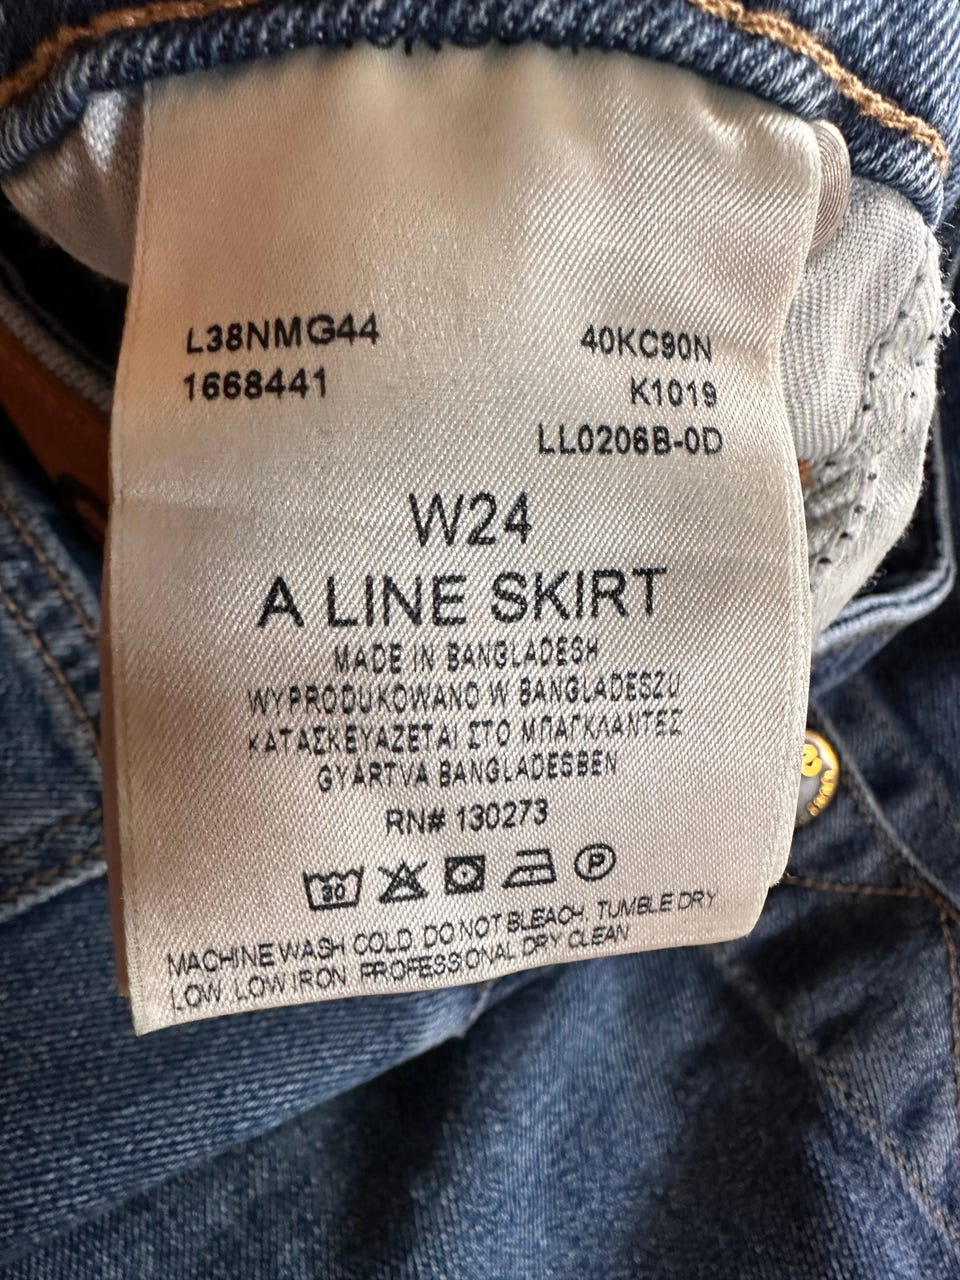 L38NMG44
1668441
40KC90N
K1019
LL0206B-0D
W24
A LINE SKIRT
MADE IN BANGLADESH
WYPRODUKOWANO W BANGLADESZU
ΚΑΤΑΣΚΕΥΑΖΕΤΑΙ ΣΤΟ ΜΠΑΓΚΛΑΝΤΕΣ
GYÁRTVA BANGLADESBEN
RN# 130273
30
P
MACHINE WASH COLD DO NOT BLEACH. TUMBLE DRY
LOW. LOW IRON. PROFESSIONAL DRY CLEAN